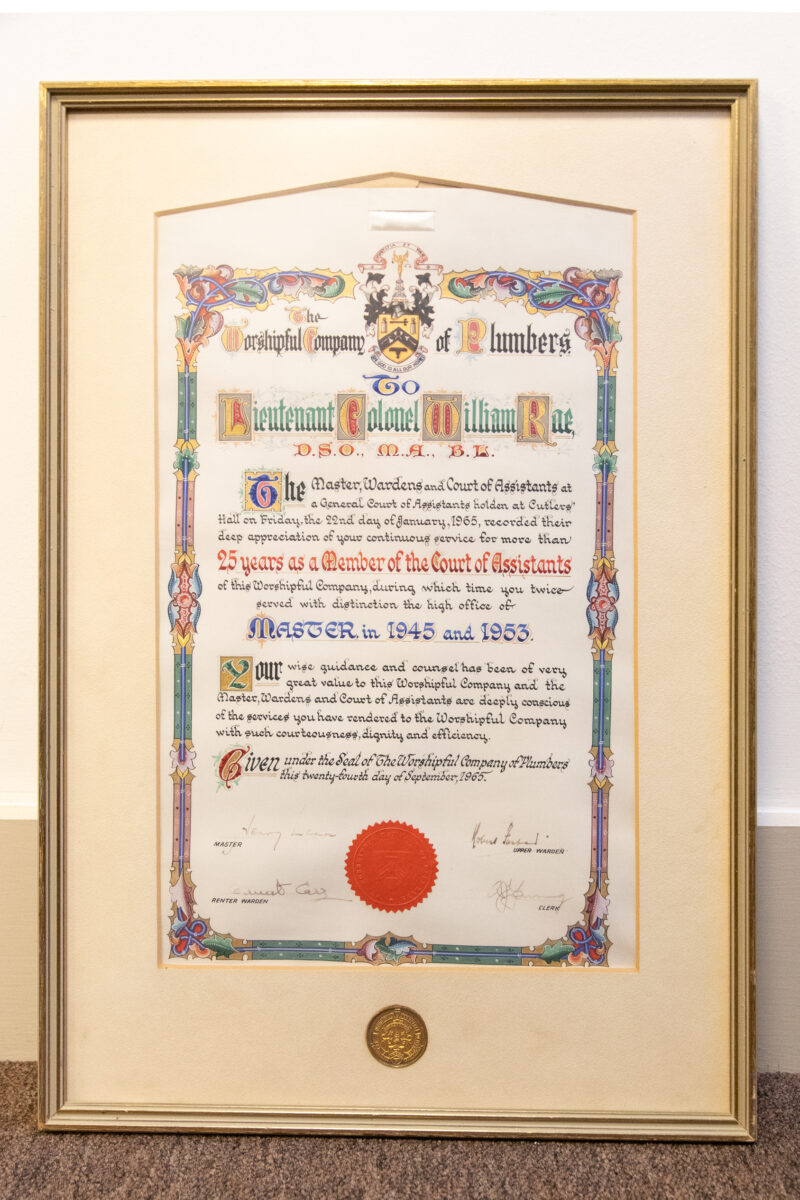 The
Worshipful Company of Plumbers
To
Lieutenant Colonel William Rae,
D.S.O., M.A., B.L.
The Master, Wardens and Court of Assistants at
a General Court of Assistants holden at Cutlers'
Hall on Friday, the 22nd day of January, 1965, recorded their
deep appreciation of your continuous service for more than
25 years as a Member of the Court of Assistants
of this Worshipful Company, during which time you twice
served with distinction the high office of
MASTER in 1945 and 1953.
Your wise guidance and counsel has been of very
great value to this Worshipful Company and the
Master, Wardens and Court of Assistants are deeply conscious
of the services you have rendered to the Worshipful Company
with such courteousness, dignity and efficiency.
Given under the Seal of The Worshipful Company of Plumbers
this twenty-fourth day of September, 1965.
MASTER
UPPER WARDEN
RENTER WARDEN
CLERK